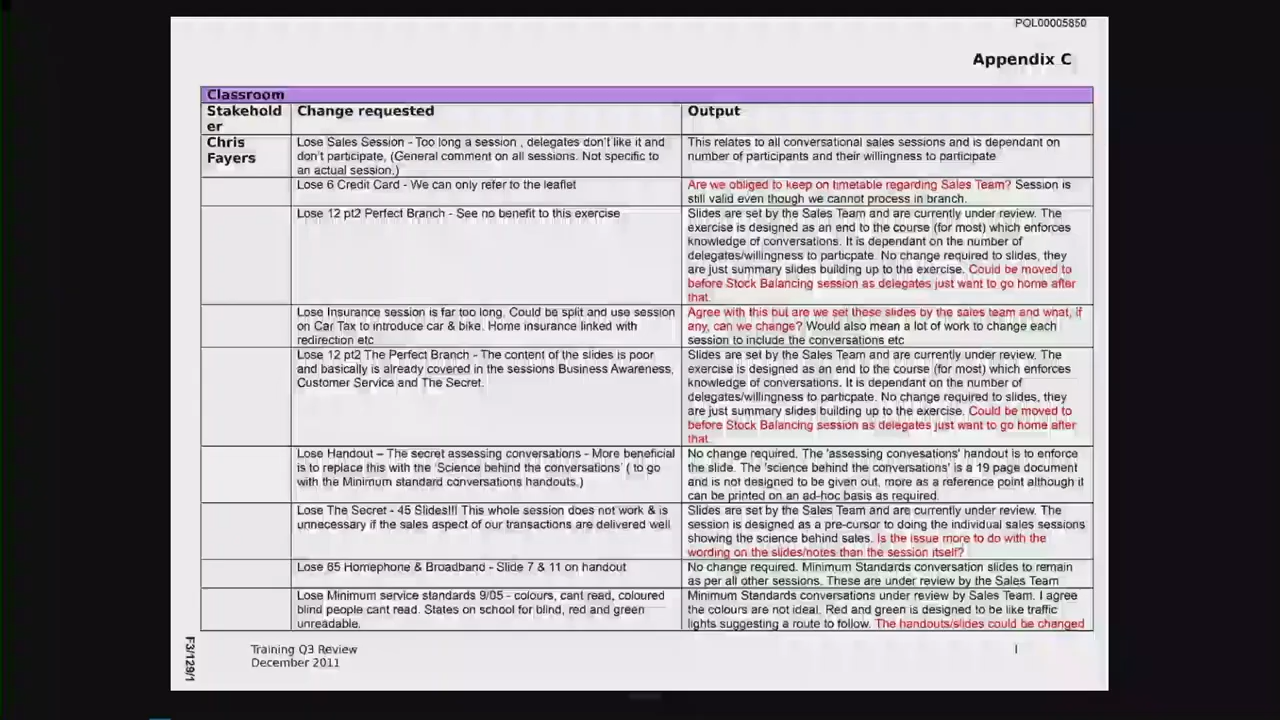 POL00005850
Appendix C
Classroom
Stakehold
er
Change requested
Output
Chris
Fayers
Lose Sales Session - Too long a session , delegates don't like it and
don't participate, (General comment on all sessions. Not specific to
an actual session.)
This relates to all conversational sales sessions and is dependant on
number of participants and their willingness to participate
Lose 6 Credit Card - We can only refer to the leaflet
Are we obliged to keep on timetable regarding Sales Team? Session is
still valid even though we cannot process in branch.
Lose 12 pt2 Perfect Branch - See no benefit to this exercise
Slides are set by the Sales Team and are currently under review. The
exercise is designed as an end to the course (for most) which enforces
knowledge of conversations. It is dependant on the number of
delegates/willingness to particpate. No change required to slides, they
are just summary slides building up to the exercise. Could be moved to
before Stock Balancing session as delegates just want to go home after
that.
Lose Insurance session is far too long. Could be split and use session
on Car Tax to introduce car & bike. Home insurance linked with
redirection etc
Agree with this but are we set these slides by the sales team and what, if
any, can we change? Would also mean a lot of work to change each
session to include the conversations etc
Lose 12 pt2 The Perfect Branch - The content of the slides is poor
and basically is already covered in the sessions Business Awareness,
Customer Service and The Secret.
Slides are set by the Sales Team and are currently under review. The
exercise is designed as an end to the course (for most) which enforces
knowledge of conversations. It is dependant on the number of
delegates/willingness to particpate. No change required to slides, they
are just summary slides building up to the exercise. Could be moved to
before Stock Balancing session as delegates just want to go home after
that.
Lose Handout – The secret assessing conversations - More beneficial
is to replace this with the 'Science behind the conversations' ( to go
with the Minimum standard conversations handouts.)
No change required. The 'assessing convesations' handout is to enforce
the slide. The 'science behind the conversations' is a 19 page document
and is not designed to be given out, more as a reference point although it
can be printed on an ad-hoc basis as required.
Lose The Secret - 45 Slides!!! This whole session does not work & is
unnecessary if the sales aspect of our transactions are delivered well
Slides are set by the Sales Team and are currently under review. The
session is designed as a pre-cursor to doing the individual sales sessions
showing the science behind sales. Is the issue more to do with the
wording on the slides/notes than the session itself?
Lose 65 Homephone & Broadband - Slide 7 & 11 on handout
No change required. Minimum Standards conversation slides to remain
as per all other sessions. These are under review by the Sales Team
Lose Minimum service standards 9/05 - colours, cant read, coloured
blind people cant read. States on school for blind, red and green
unreadable.
Minimum Standards conversations under review by Sales Team. I agree
the colours are not ideal. Red and green is designed to be like traffic
lights suggesting a route to follow. The handouts/slides could be changed
F3/129/1
Training Q3 Review
December 2011
I